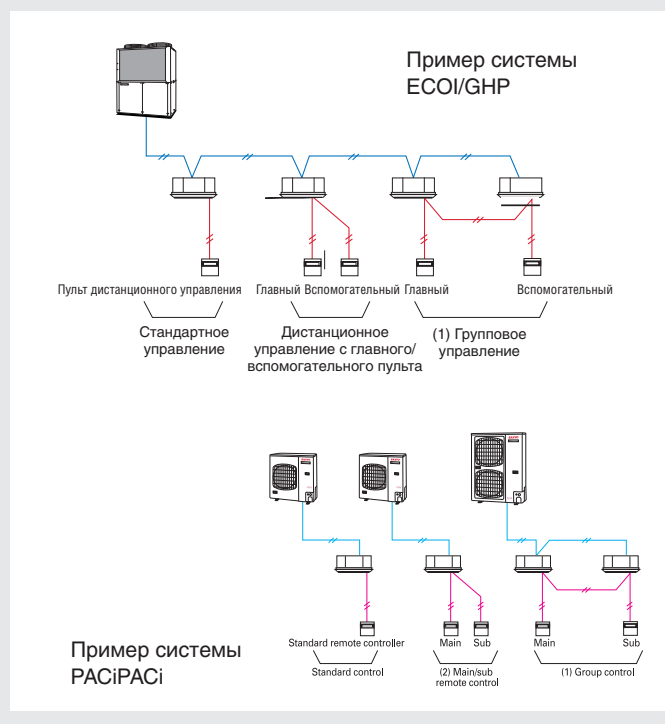 Пример системы
ECOI/GHP
Пульт дистанционного управления
Главный Вспомогательный
Главный
Вспомогательный
Стандартное
управление
Дистанционное
управление с главного/
вспомогательного пульта
(1) Групповое
управление
Standard remote controller
Main
Sub
Main
Sub
Standard control
(2) Main/sub
remote control
(1) Group control
Пример системы
PACiPACi